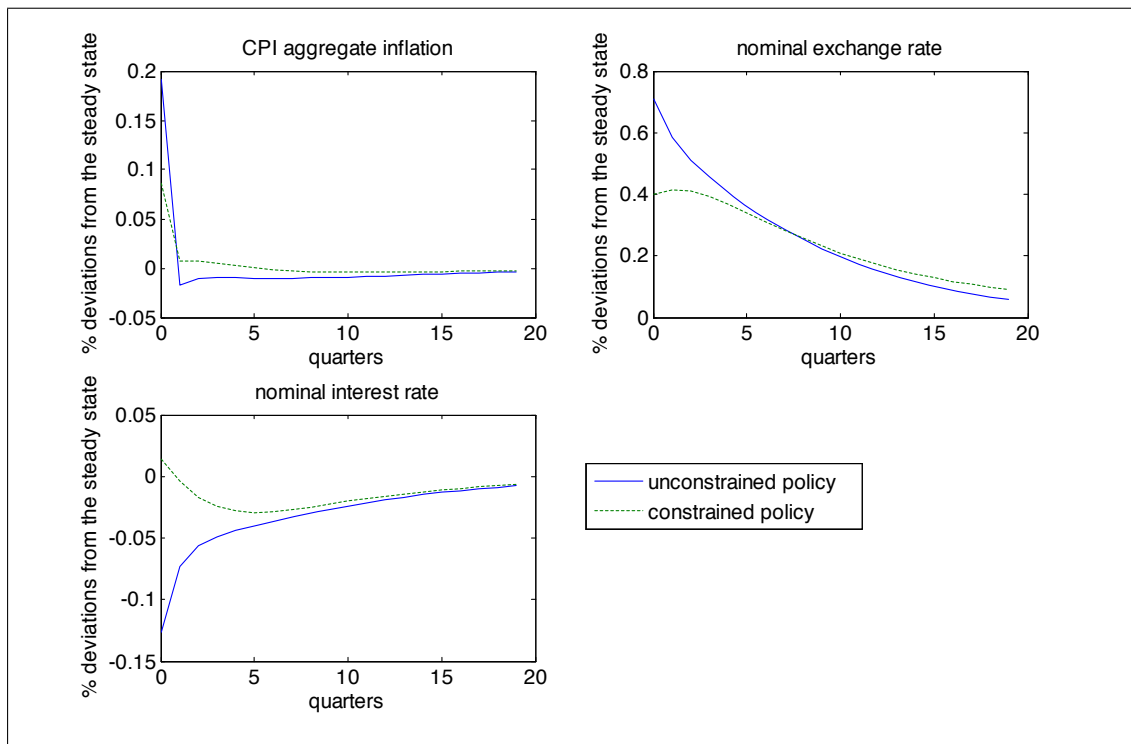 CPI aggregate inflation
% deviations from the steady state
0.2
0.15
0.1
0.05
0
-0.05
0 5 10 15 20
quarters
nominal exchange rate
% deviations from the steady state
0.8
0.6
0.4
0.2
0
0 5 10 15 20
quarters
nominal interest rate
% deviations from the steady state
0.05
0
-0.05
-0.1
-0.15
0 5 10 15 20
quarters
unconstrained policy
constrained policy